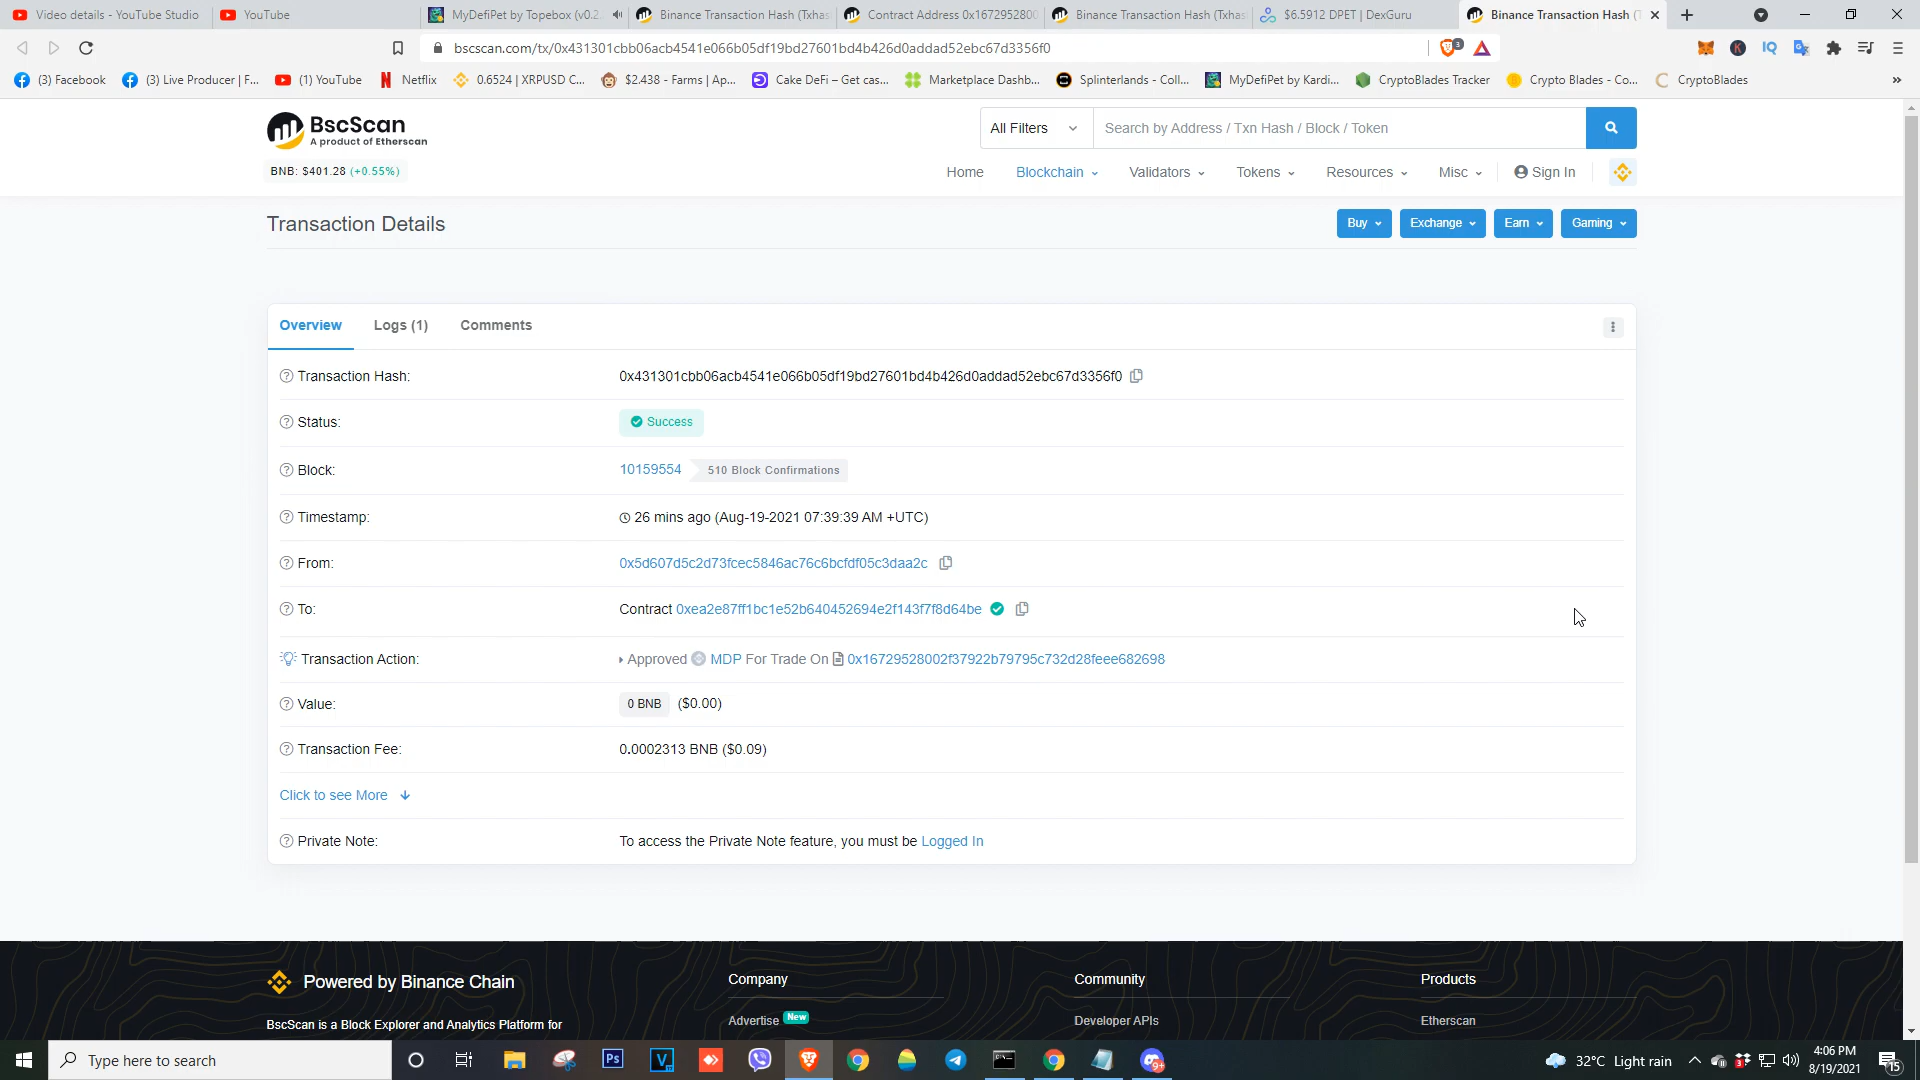 Video details - YouTube Studio
YouTube
MyDefiPet by Topebox (v0.2.
Binance Transaction Hash (Txhas
Contract Address 0x1672952800
Binance Transaction Hash (Txhas
$6.5912 DPET | DexGuru
Binance Transaction Hash (T
bscscan.com/tx/0x431301cbb06acb4541e066b05df19bd27601bd4b426d0addad52ebc67d3356f0
3
(3) Facebook
(3) Live Producer | F...
(1) YouTube
Netflix
0.6524 | XRPUSD C...
$2.438 - Farms | Ap...
Cake DeFi – Get cas...
Marketplace Dashb...
Splinterlands - Coll...
MyDefiPet by Kardi...
CryptoBlades Tracker
Crypto Blades - Co...
CryptoBlades
BscScan
A product of Etherscan
All Filters
Search by Address / Txn Hash / Block / Token
BNB: $401.28 (+0.55%)
Home
Blockchain
Validators
Tokens
Resources
Misc
Sign In
Transaction Details
Buy
Exchange
Earn
Gaming
Overview
Logs (1)
Comments
Transaction Hash:
0x431301cbb06acb4541e066b05df19bd27601bd4b426d0addad52ebc67d3356f0
Status:
Success
Block:
10159554
510 Block Confirmations
Timestamp:
26 mins ago (Aug-19-2021 07:39:39 AM +UTC)
From:
0x5d607d5c2d73fcec5846ac76c6bcfdf05c3daa2c
To:
Contract 0xea2e87ff1bc1e52b640452694e2f143f7f8d64be
Transaction Action:
Approved MDP For Trade On 0x16729528002f37922b79795c732d28feee682698
Value:
0 BNB ($0.00)
Transaction Fee:
0.0002313 BNB ($0.09)
Click to see More
Private Note:
To access the Private Note feature, you must be Logged In
Powered by Binance Chain
Company
Community
Products
BscScan is a Block Explorer and Analytics Platform for
Advertise New
Developer APIs
Etherscan
Type here to search
Ps
32°C Light rain
4:06 PM
8/19/2021
15